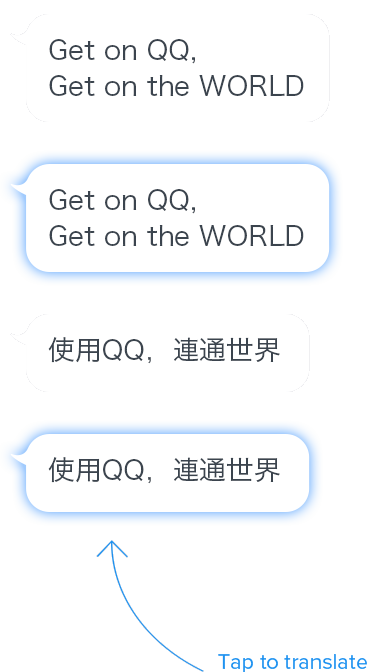 Get on QQ,
Get on the WORLD
Get on QQ,
Get on the WORLD
使用QQ，連通世界
使用QQ，連通世界
Tap to translate